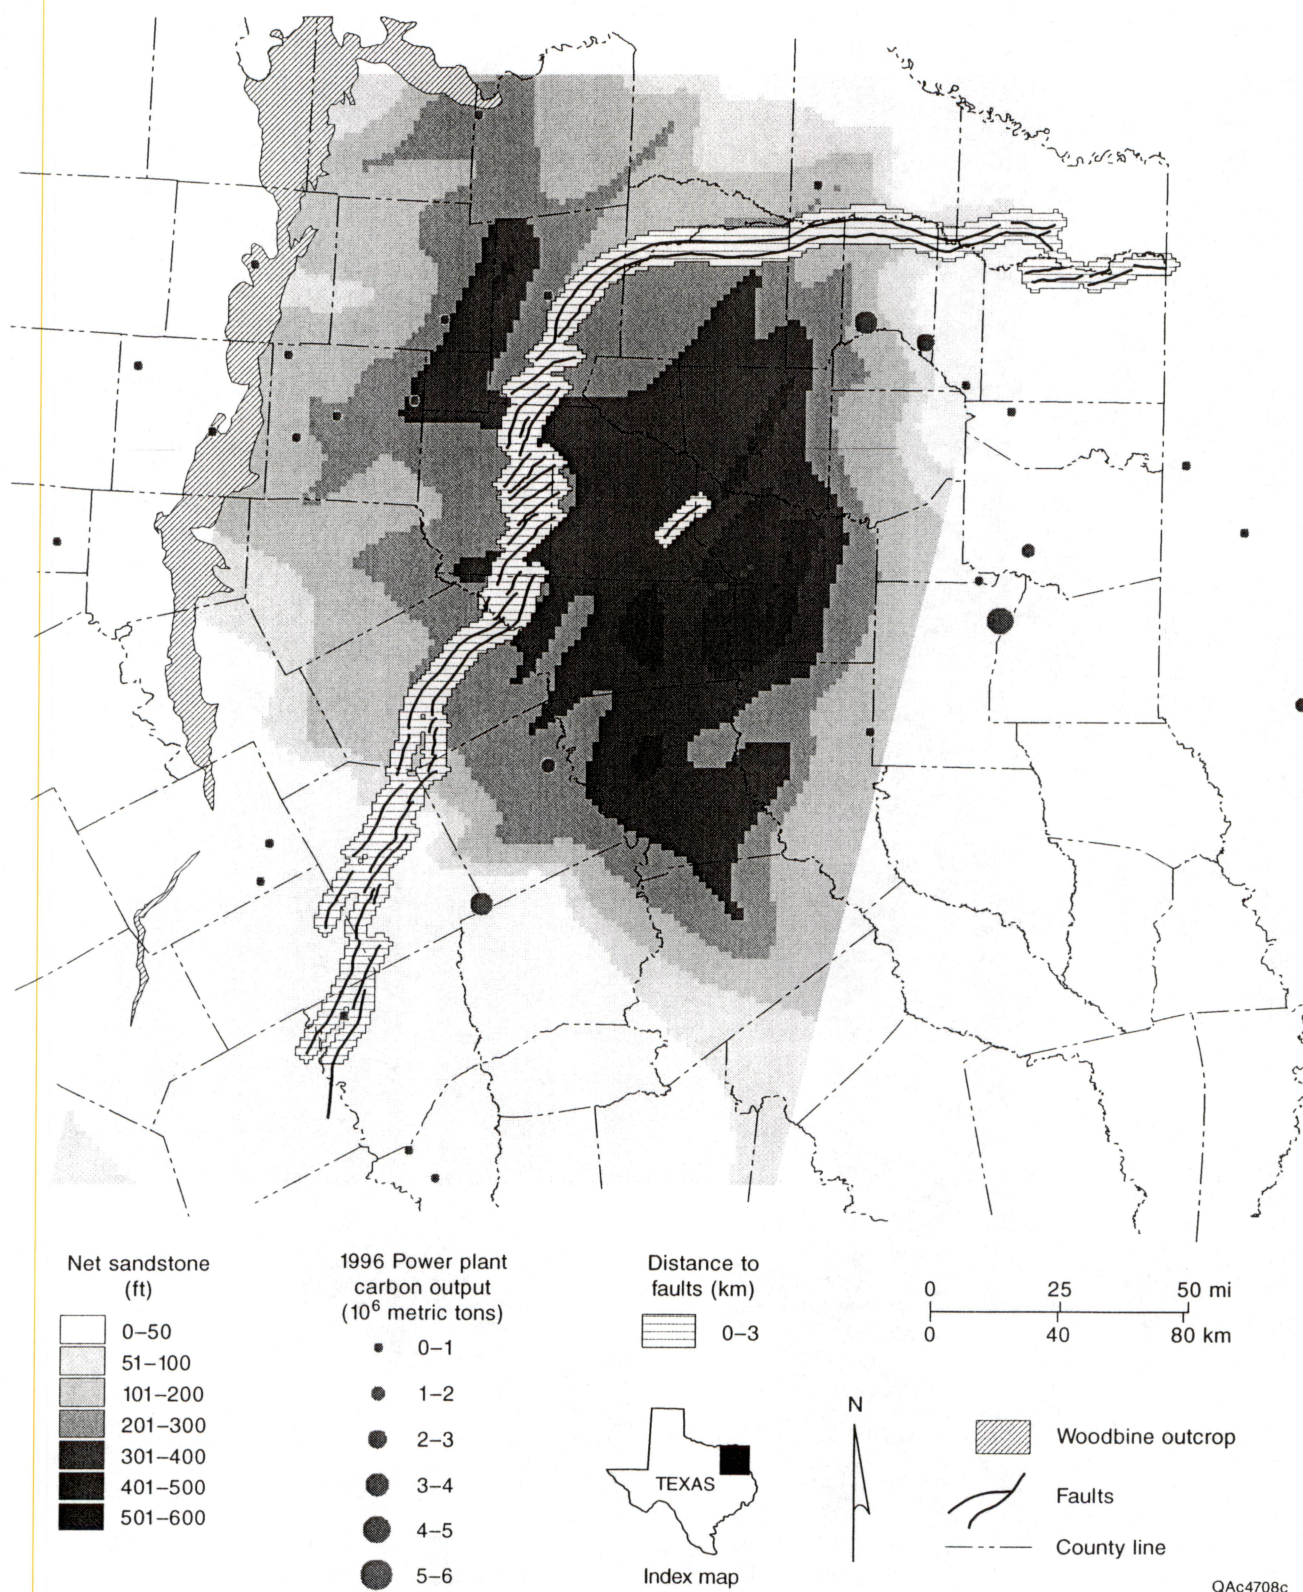 Net sandstone
(ft)
0–50
51–100
101–200
201–300
301–400
401–500
501–600
1996 Power plant
carbon output
(10⁶ metric tons)
0–1
1–2
2–3
3–4
4–5
5–6
Distance to
faults (km)
0–3
0 25 50 mi
0 40 80 km
TEXAS
Index map
N
Woodbine outcrop
Faults
County line
QAc4708c